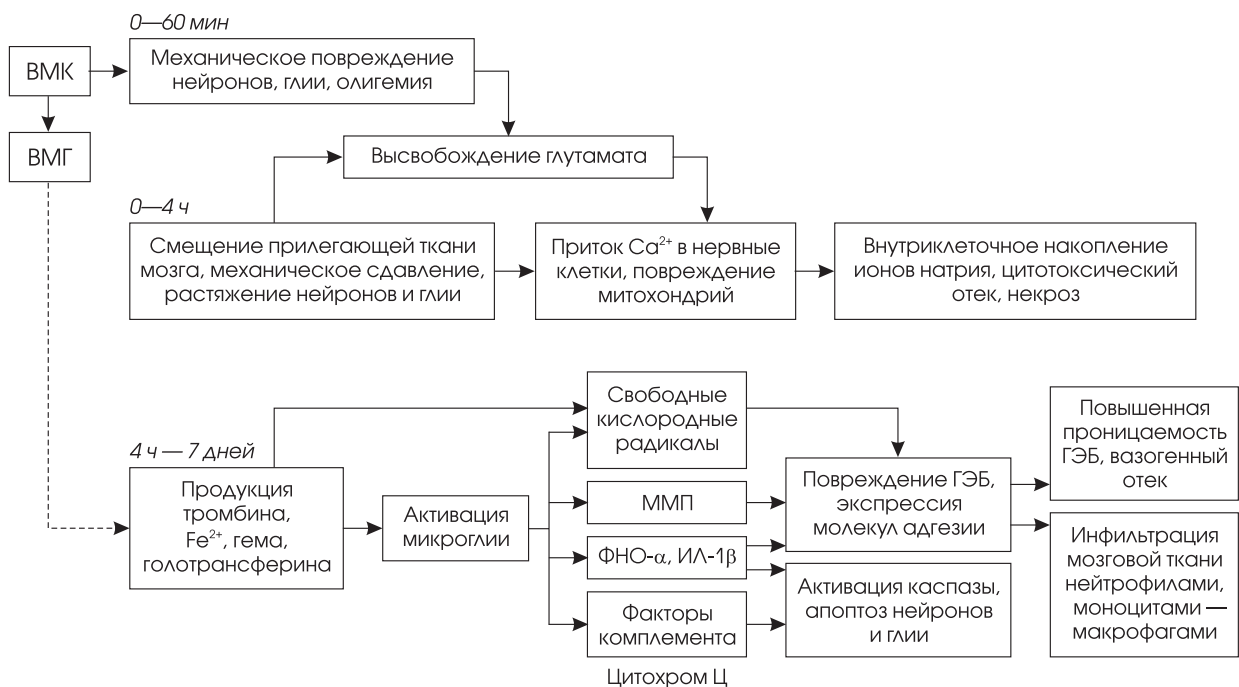 0—60 мин
ВМК
Механическое повреждение
нейронов, глии, олигемия
ВМГ
Высвобождение глутамата
0—4 ч
Смещение прилегающей ткани
мозга, механическое сдавление,
растяжение нейронов и глии
Приток Ca²⁺ в нервные
клетки, повреждение
митохондрий
Внутриклеточное накопление
ионов натрия, цитотоксический
отек, некроз
4 ч — 7 дней
Продукция
тромбина,
Fe²⁺, гема,
голотрансферина
Активация
микроглии
Свободные
кислородные
радикалы
ММП
ФНО-α, ИЛ-1β
Факторы
комплемента
Цитохром Ц
Повреждение ГЭБ,
экспрессия
молекул адгезии
Активация каспазы,
апоптоз нейронов
и глии
Повышенная
проницаемость
ГЭБ, вазогенный
отек
Инфильтрация
мозговой ткани
нейтрофилами,
моноцитами —
макрофагами